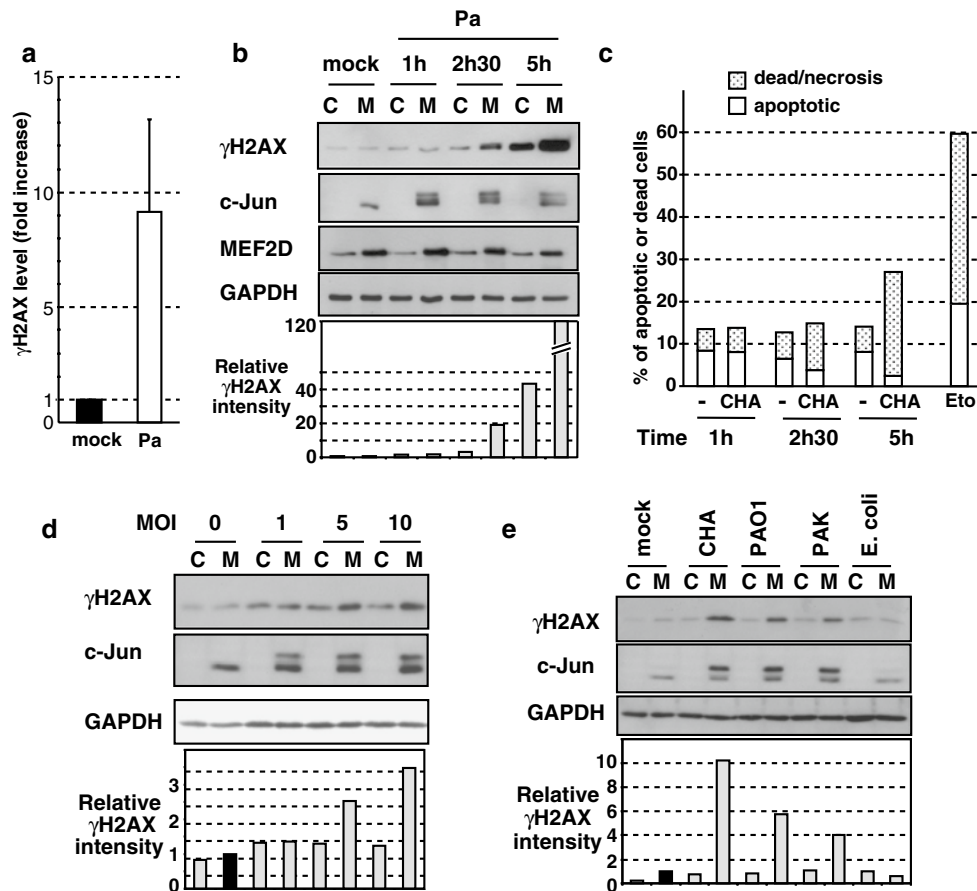 a
γH2AX level (fold increase)
15
10
5
1
0
mock Pa
b
Pa
mock 1h 2h30 5h
C M C M C M C M
γH2AX
c-Jun
MEF2D
GAPDH
Relative
γH2AX
intensity
120
40
20
0
c
dead/necrosis
apoptotic
% of apoptotic or dead cells
60
50
40
30
20
10
0
- CHA - CHA - CHA Eto
Time 1h 2h30 5h
d
MOI 0 1 5 10
C M C M C M C M
γH2AX
c-Jun
GAPDH
Relative
γH2AX
intensity
3
2
1
0
e
mock CHA PAO1 PAK E. coli
C M C M C M C M C M
γH2AX
c-Jun
GAPDH
Relative
γH2AX
intensity
10
8
6
4
2
0